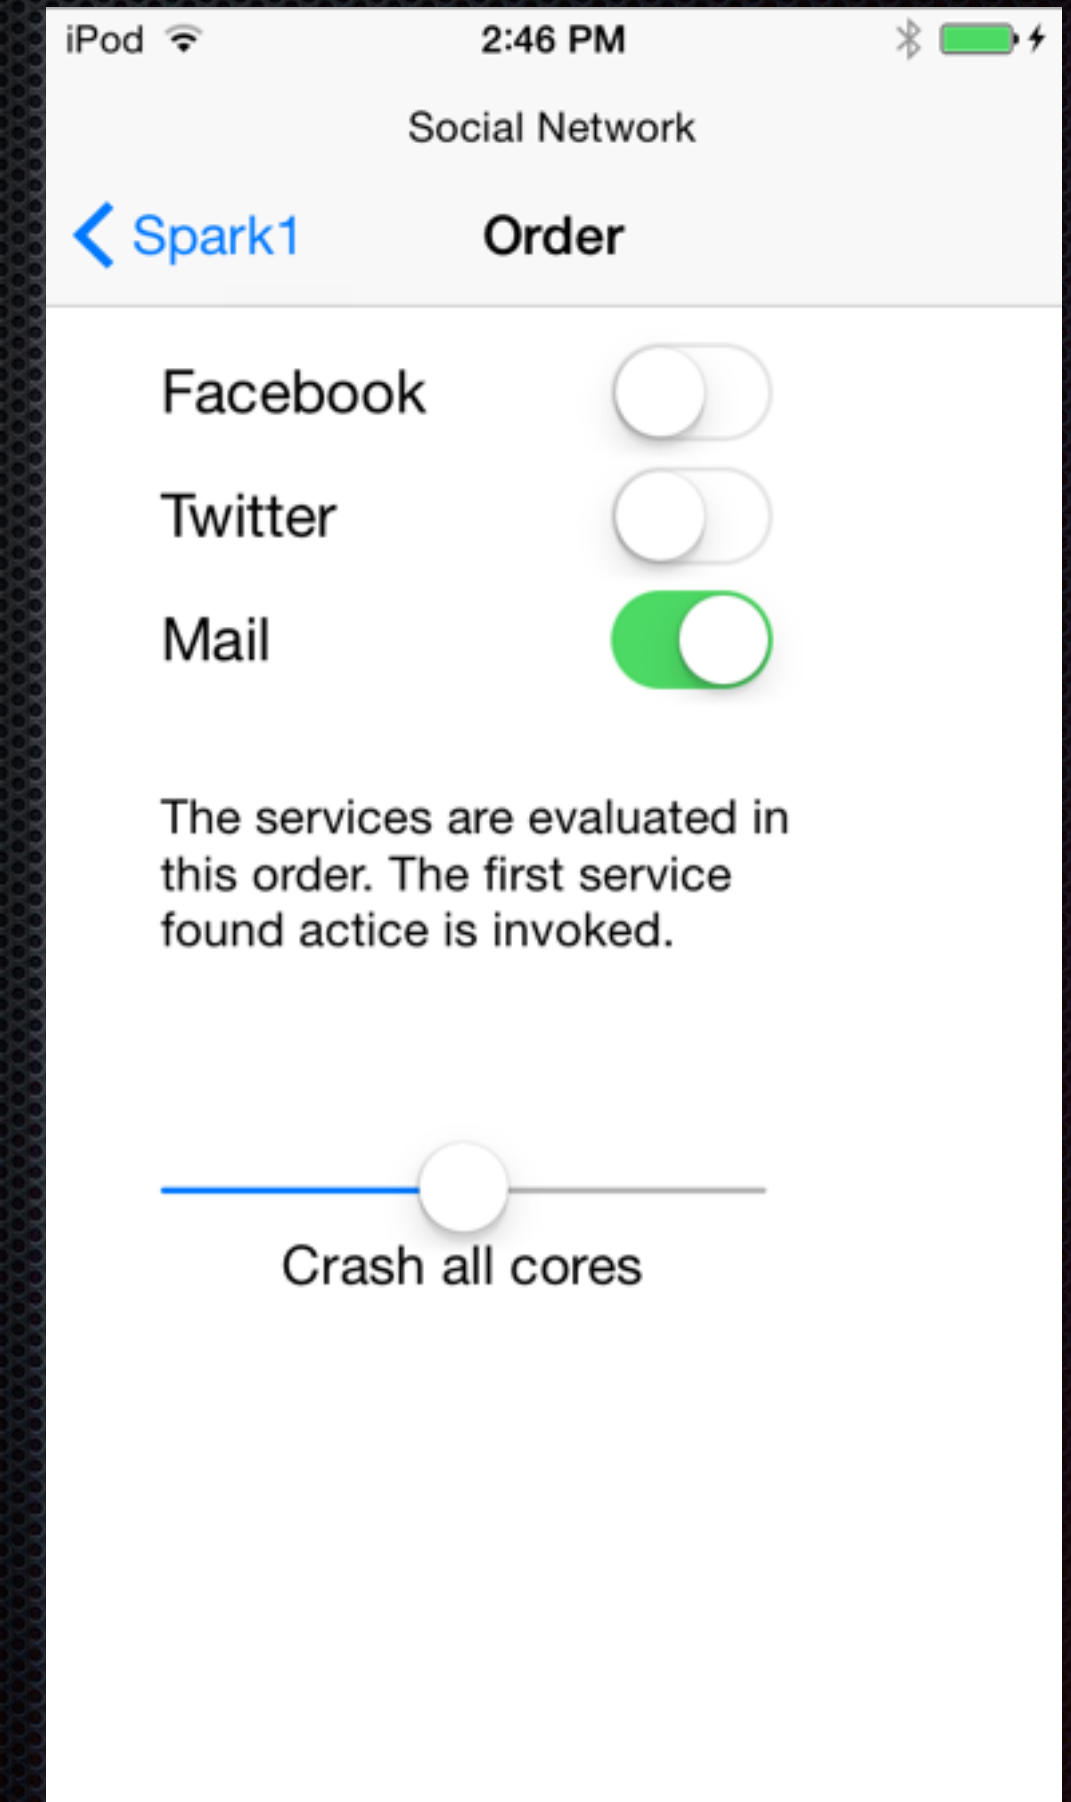 iPod 2:46 PM
Social Network
Spark1 Order
Facebook
Twitter
Mail
The services are evaluated in
this order. The first service
found actice is invoked.
Crash all cores